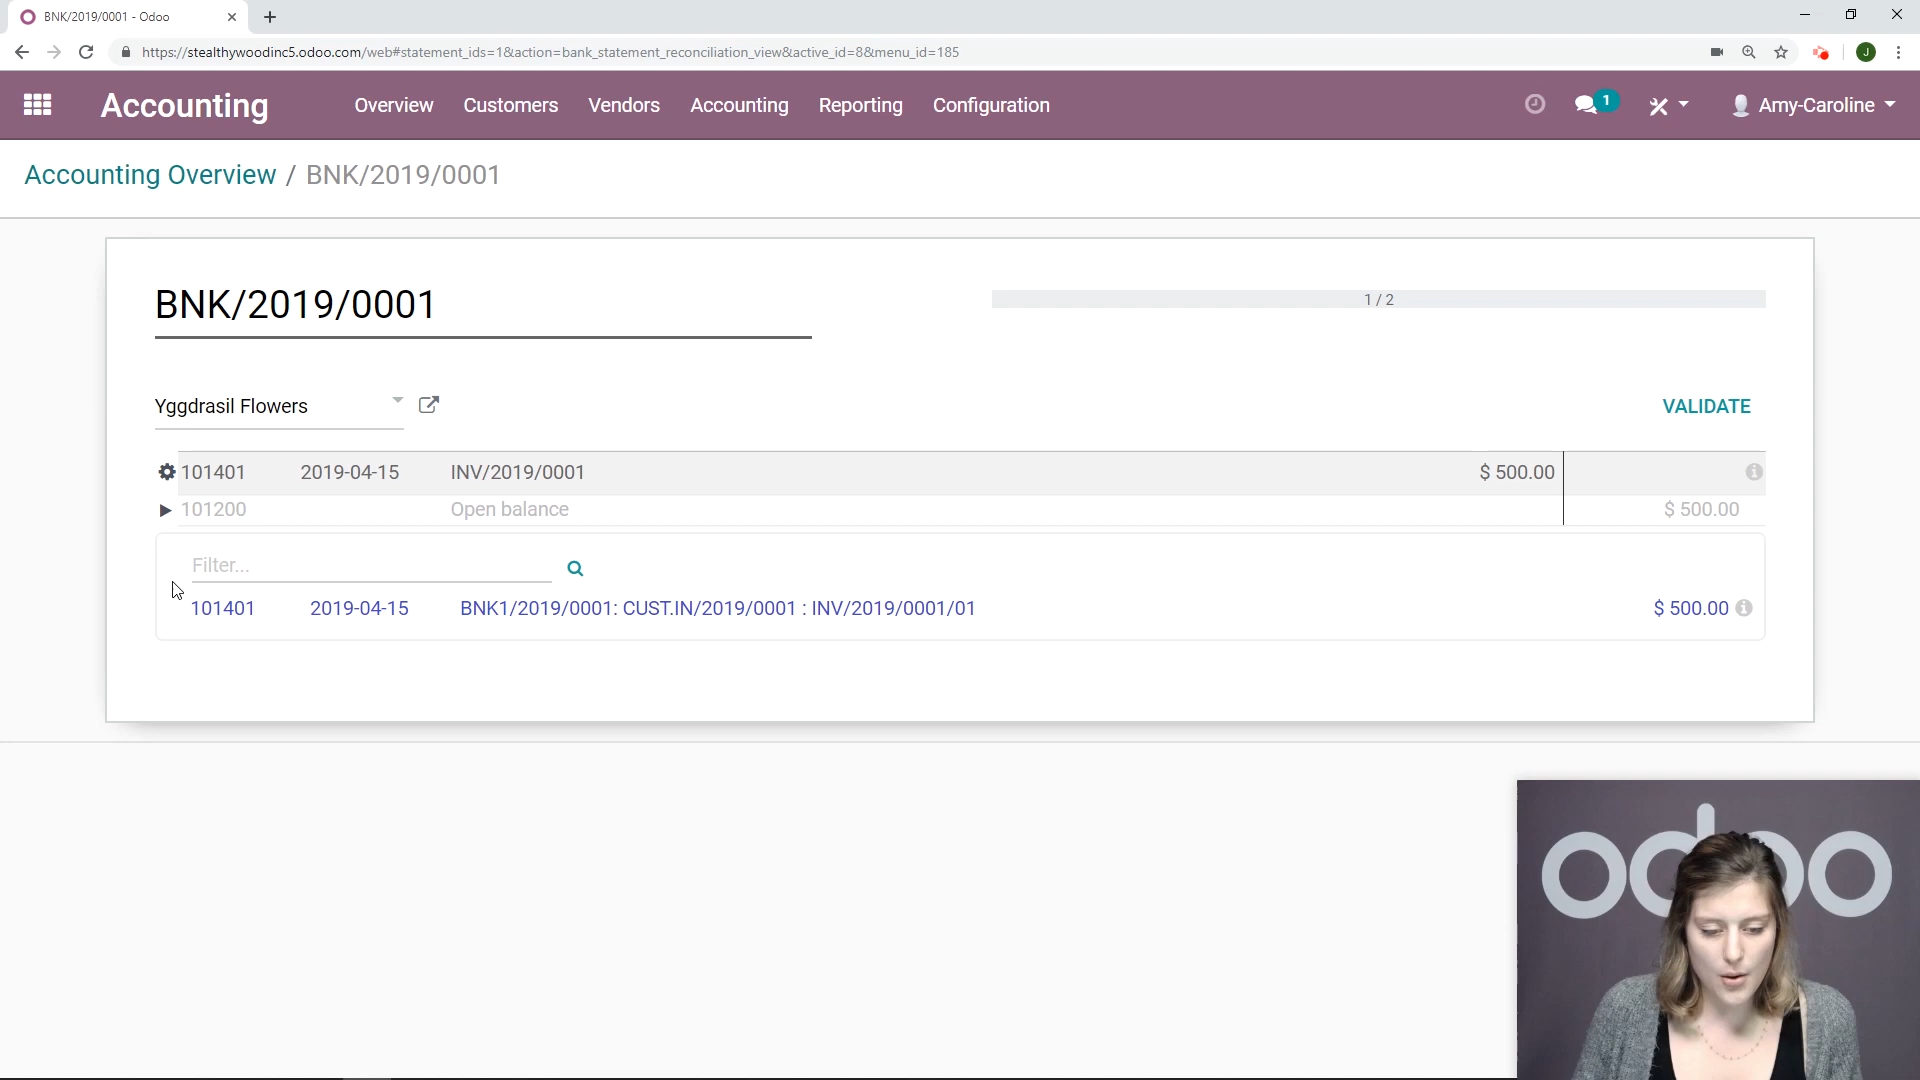 BNK/2019/0001 - Odoo
https://stealthywoodinc5.odoo.com/web#statement_ids=1&action=bank_statement_reconciliation_view&active_id=8&menu_id=185
J
Accounting
Overview
Customers
Vendors
Accounting
Reporting
Configuration
1
Amy-Caroline
Accounting Overview / BNK/2019/0001
BNK/2019/0001
1 / 2
Yggdrasil Flowers
VALIDATE
101401 2019-04-15 INV/2019/0001 $ 500.00
101200 Open balance $ 500.00
Filter...
101401 2019-04-15 BNK1/2019/0001: CUST.IN/2019/0001 : INV/2019/0001/01 $ 500.00
odoo